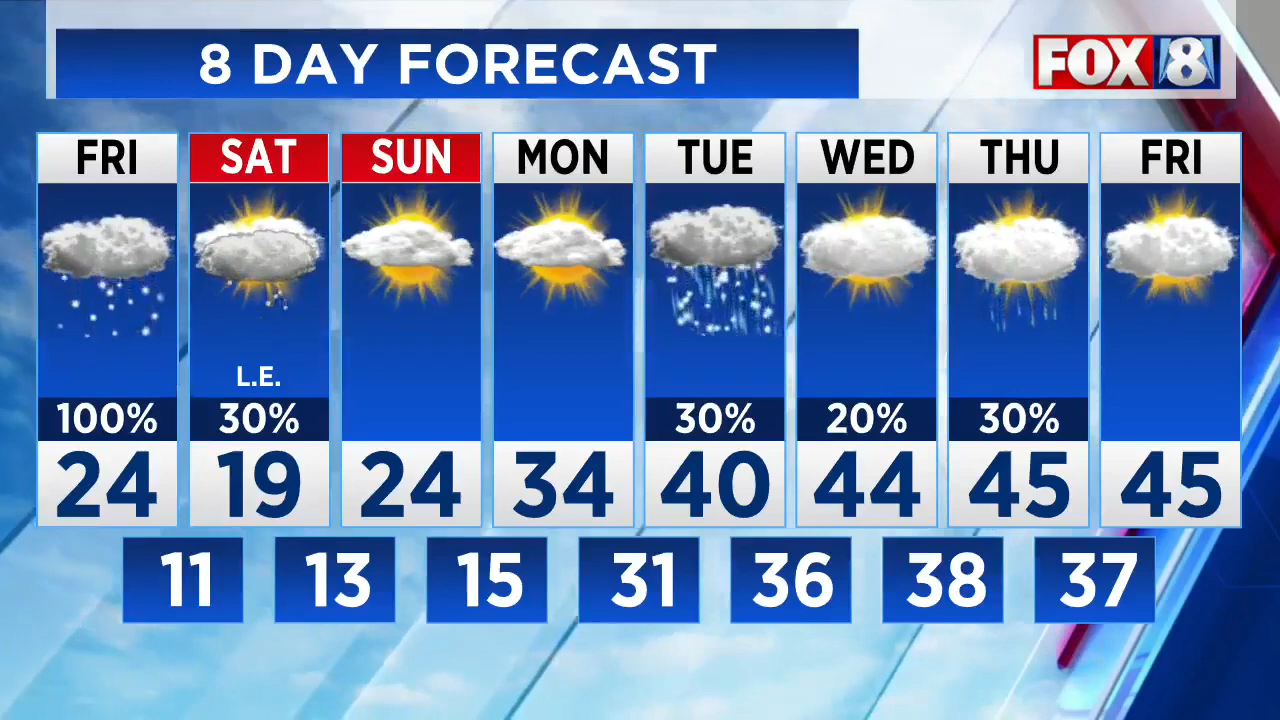 8 DAY FORECAST
FOX 8
FRI SAT SUN MON TUE WED THU FRI
L.E.
100% 30% 30% 20% 30%
24 19 24 34 40 44 45 45
11 13 15 31 36 38 37